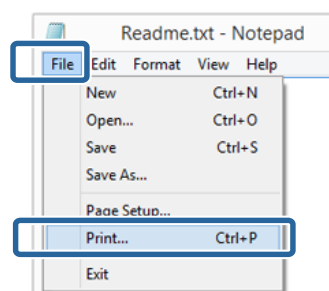 Readme.txt - Notepad
File Edit Format View Help
New Ctrl+N
Open... Ctrl+O
Save Ctrl+S
Save As...
Page Setup...
Print... Ctrl+P
Exit